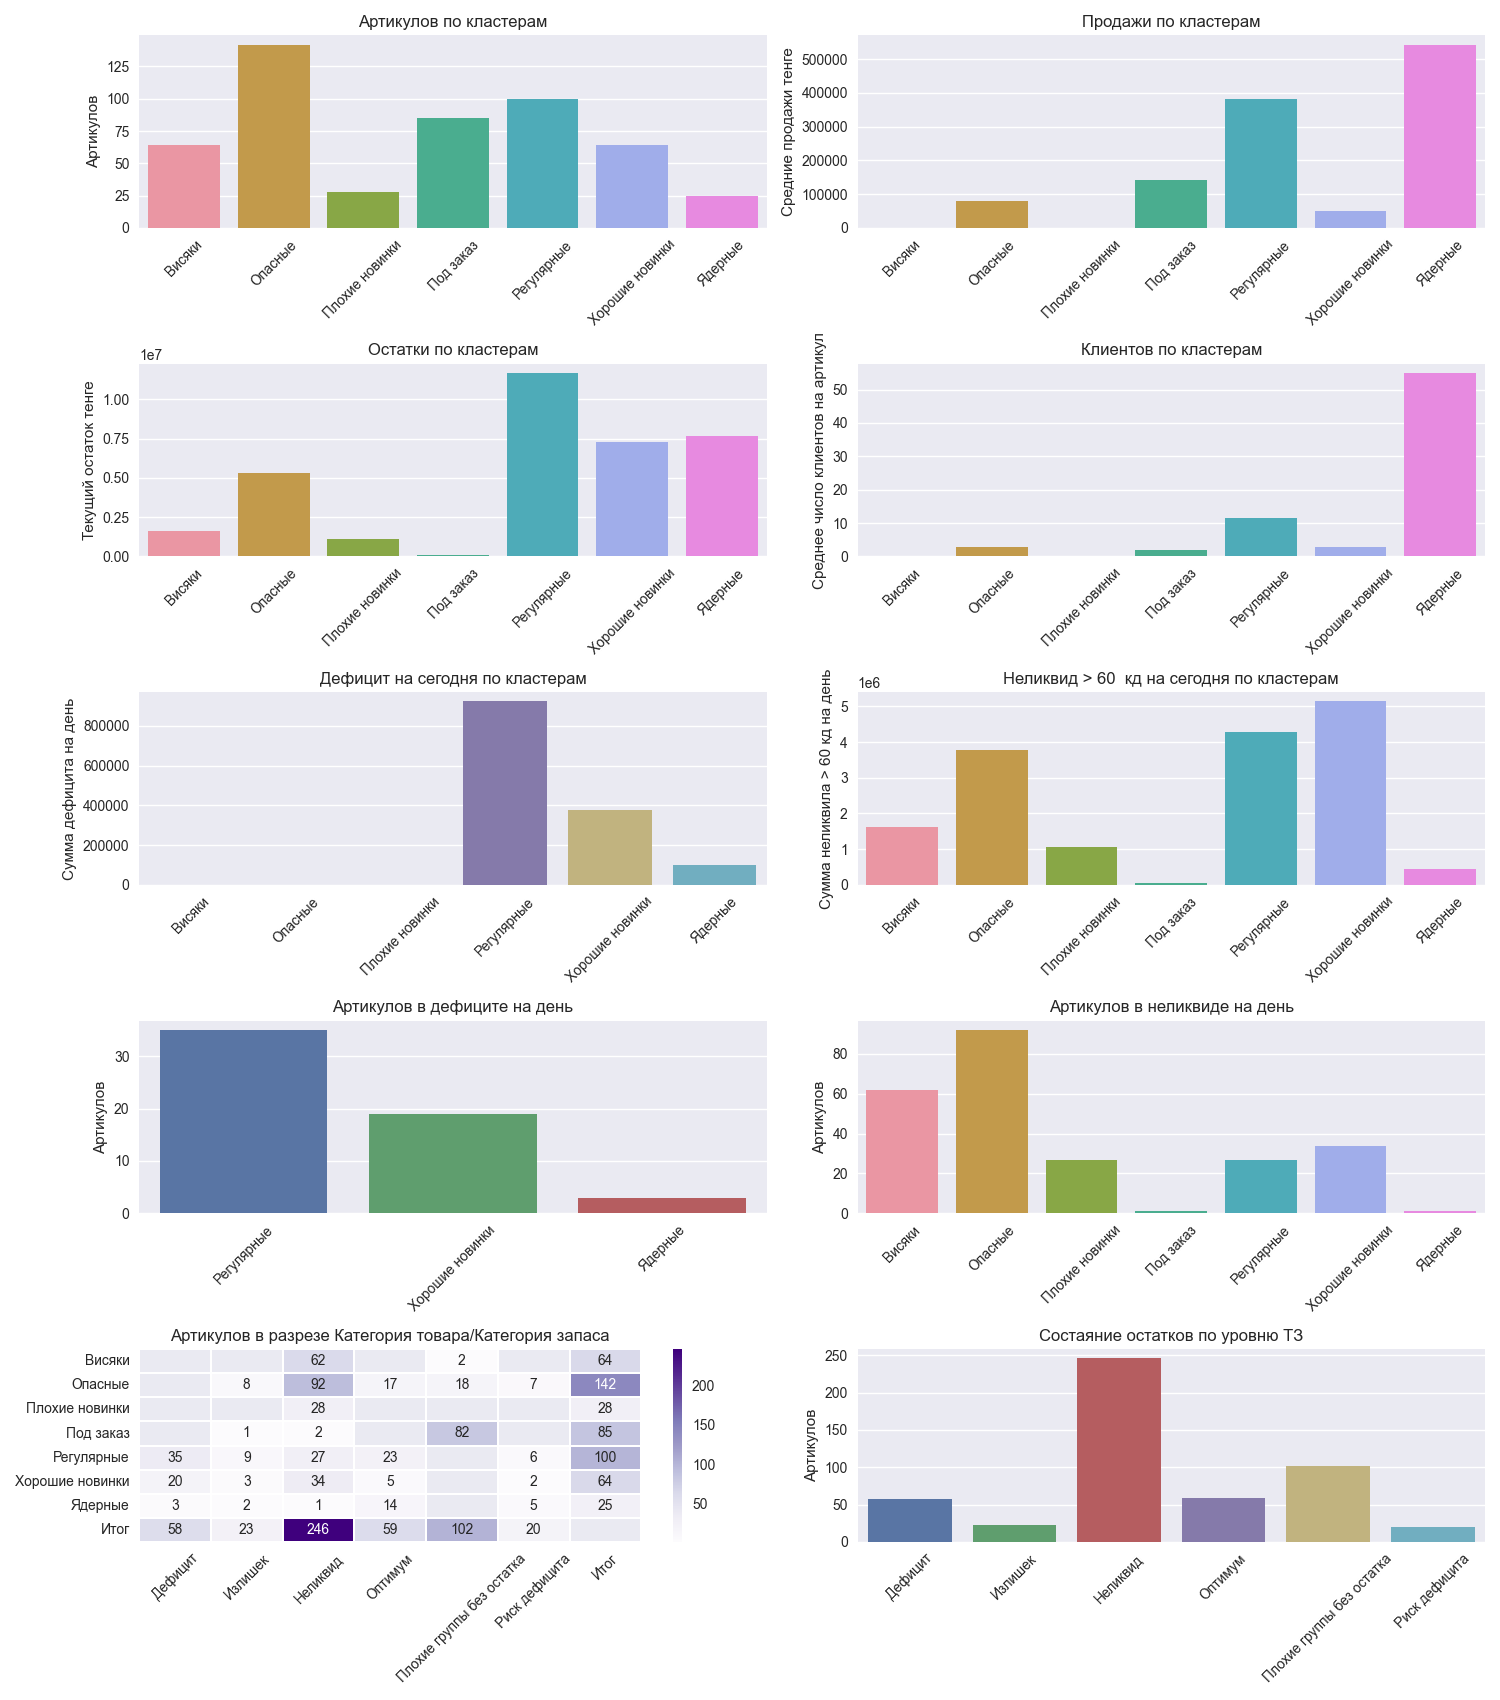 Артикулов по кластерам
Артикулов
125
100
75
50
25
0
Висяки
Опасные
Плохие новинки
Под заказ
Регулярные
Хорошие новинки
Ядерные
Продажи по кластерам
Средние продажи тенге
500000
400000
300000
200000
100000
0
Висяки
Опасные
Плохие новинки
Под заказ
Регулярные
Хорошие новинки
Ядерные
Остатки по кластерам
1e7
Текущий остаток тенге
1.00
0.75
0.50
0.25
0.00
Висяки
Опасные
Плохие новинки
Под заказ
Регулярные
Хорошие новинки
Ядерные
Клиентов по кластерам
Среднее число клиентов на артикул
50
40
30
20
10
0
Висяки
Опасные
Плохие новинки
Под заказ
Регулярные
Хорошие новинки
Ядерные
Дефицит на сегодня по кластерам
Сумма дефицита на день
800000
600000
400000
200000
0
Висяки
Опасные
Плохие новинки
Регулярные
Хорошие новинки
Ядерные
Неликвид > 60  кд на сегодня по кластерам
1e6
Сумма неликвила > 60 кд на день
5
4
3
2
1
0
Висяки
Опасные
Плохие новинки
Под заказ
Регулярные
Хорошие новинки
Ядерные
Артикулов в дефиците на день
Артикулов
30
20
10
0
Регулярные
Хорошие новинки
Ядерные
Артикулов в неликвиде на день
Артикулов
80
60
40
20
0
Висяки
Опасные
Плохие новинки
Под заказ
Регулярные
Хорошие новинки
Ядерные
Артикулов в разрезе Категория товара/Категория запаса
Висяки 62 2 64
Опасные 8 92 17 18 7 142
Плохие новинки 28 28
Под заказ 1 2 82 85
Регулярные 35 9 27 23 6 100
Хорошие новинки 20 3 34 5 2 64
Ядерные 3 2 1 14 5 25
Итог 58 23 246 59 102 20
Дефицит
Излишек
Неликвид
Оптимум
Плохие группы без остатка
Риск дефицита
Итог
200
150
100
50
Состаяние остатков по уровню ТЗ
Артикулов
250
200
150
100
50
0
Дефицит
Излишек
Неликвид
Оптимум
Плохие группы без остатка
Риск дефицита